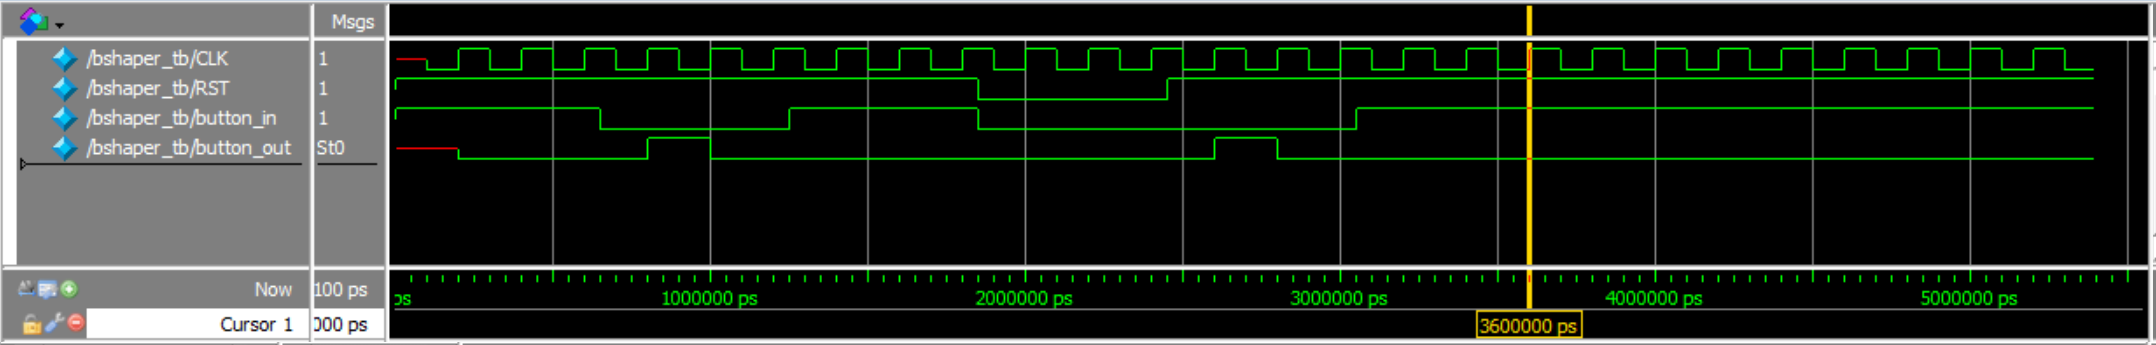 Msgs
/bshaper_tb/CLK 1
/bshaper_tb/RST 1
/bshaper_tb/button_in 1
/bshaper_tb/button_out St0
Now 100 ps ps 1000000 ps 2000000 ps 3000000 ps 4000000 ps 5000000 ps
Cursor 1 000 ps 3600000 ps